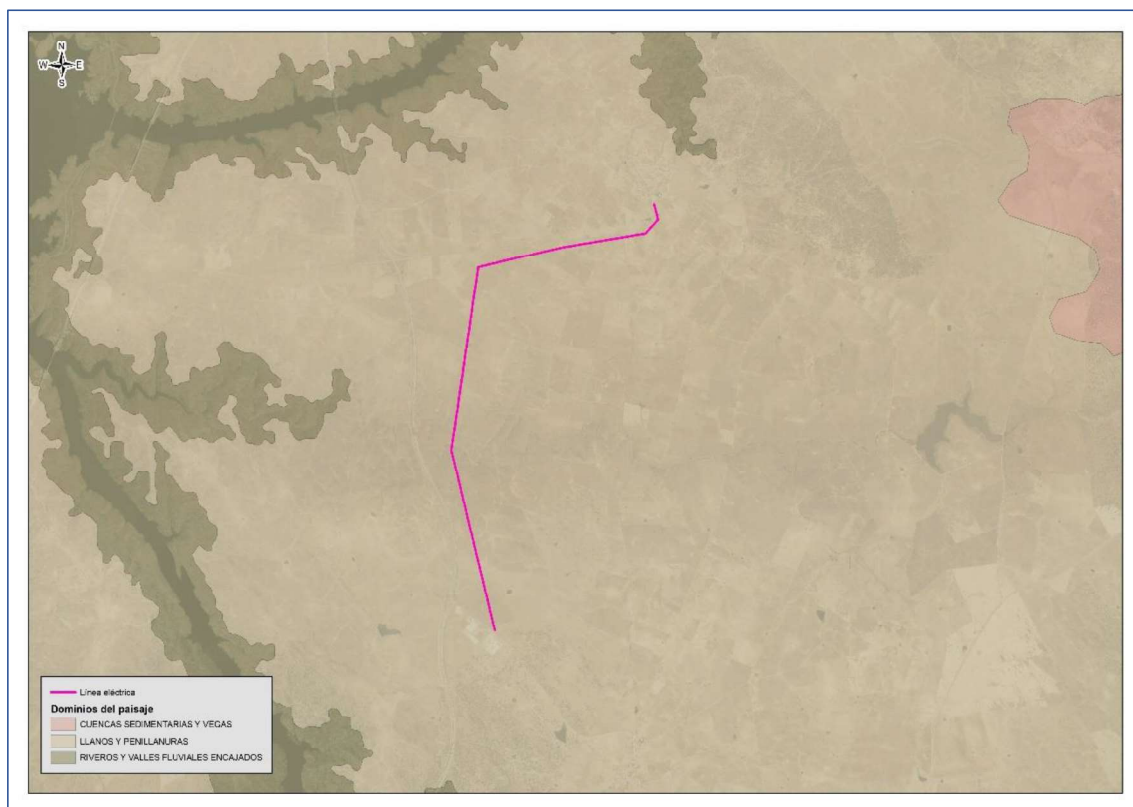 N
W E
S
Línea eléctrica
Dominios del paisaje
CUENCAS SEDIMENTARIAS Y VEGAS
LLANOS Y PENILLANURAS
RIVEROS Y VALLES FLUVIALES ENCAJADOS